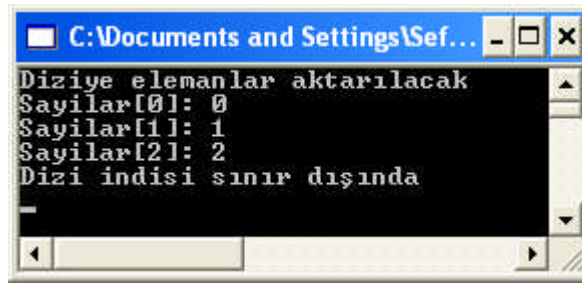 C:\Documents and Settings\Sef...
Diziye elemanlar aktarılacak
Sayilar[0]: 0
Sayilar[1]: 1
Sayilar[2]: 2
Dizi indisi sınır dışında